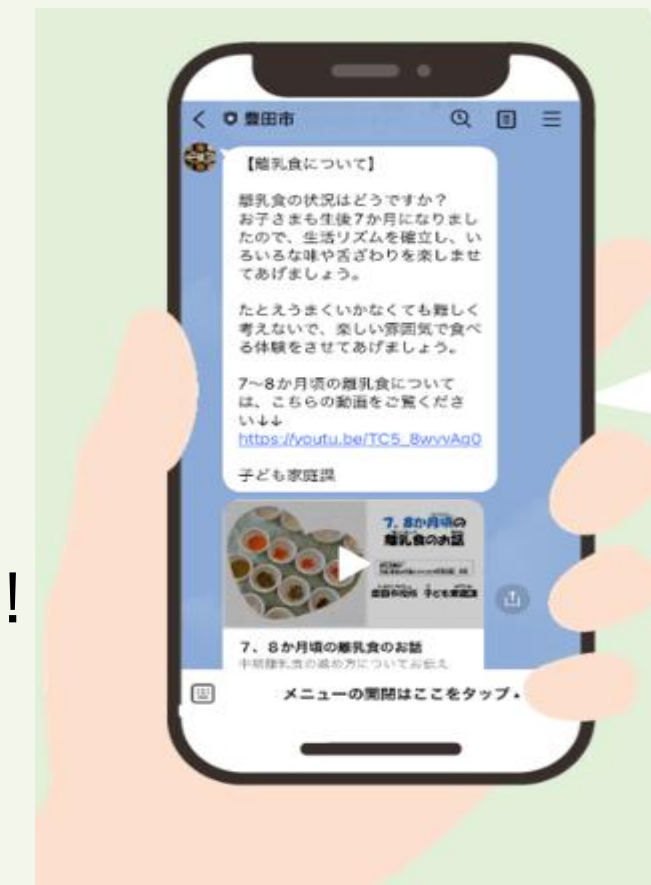 豊田市
【離乳食について】
離乳食の状況はどうですか？
お子さまも生後7か月になりまし
たので、生活リズムを確立し、い
ろいろな味や舌ざわりを楽しませ
てあげましょう。
たとえうまくいかなくても難しく
考えないで、楽しい雰囲気で食べ
る体験をさせてあげましょう。
7～8か月頃の離乳食について
は、こちらの動画をご覧くださ
い↓↓
https://youtu.be/TC5_8wvvAq0
子ども家庭課
7，8か月頃の
離乳食のお話
豊田市役所 子ども家庭課
7、8か月頃の離乳食のお話
中期離乳食の進め方についてお伝え
メニューの開閉はここをタップ
！